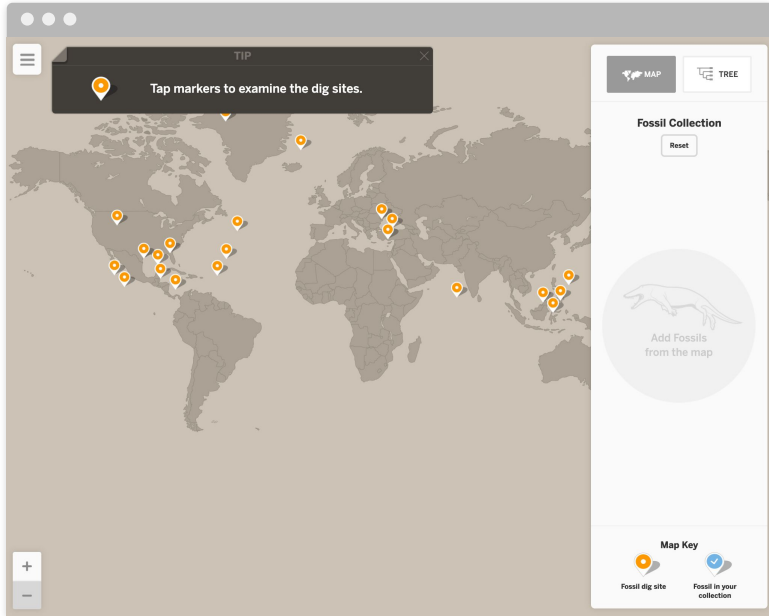 TIP
Tap markers to examine the dig sites.
MAP
TREE
Fossil Collection
Reset
Add Fossils
from the map
Map Key
Fossil dig site
Fossil in your
collection